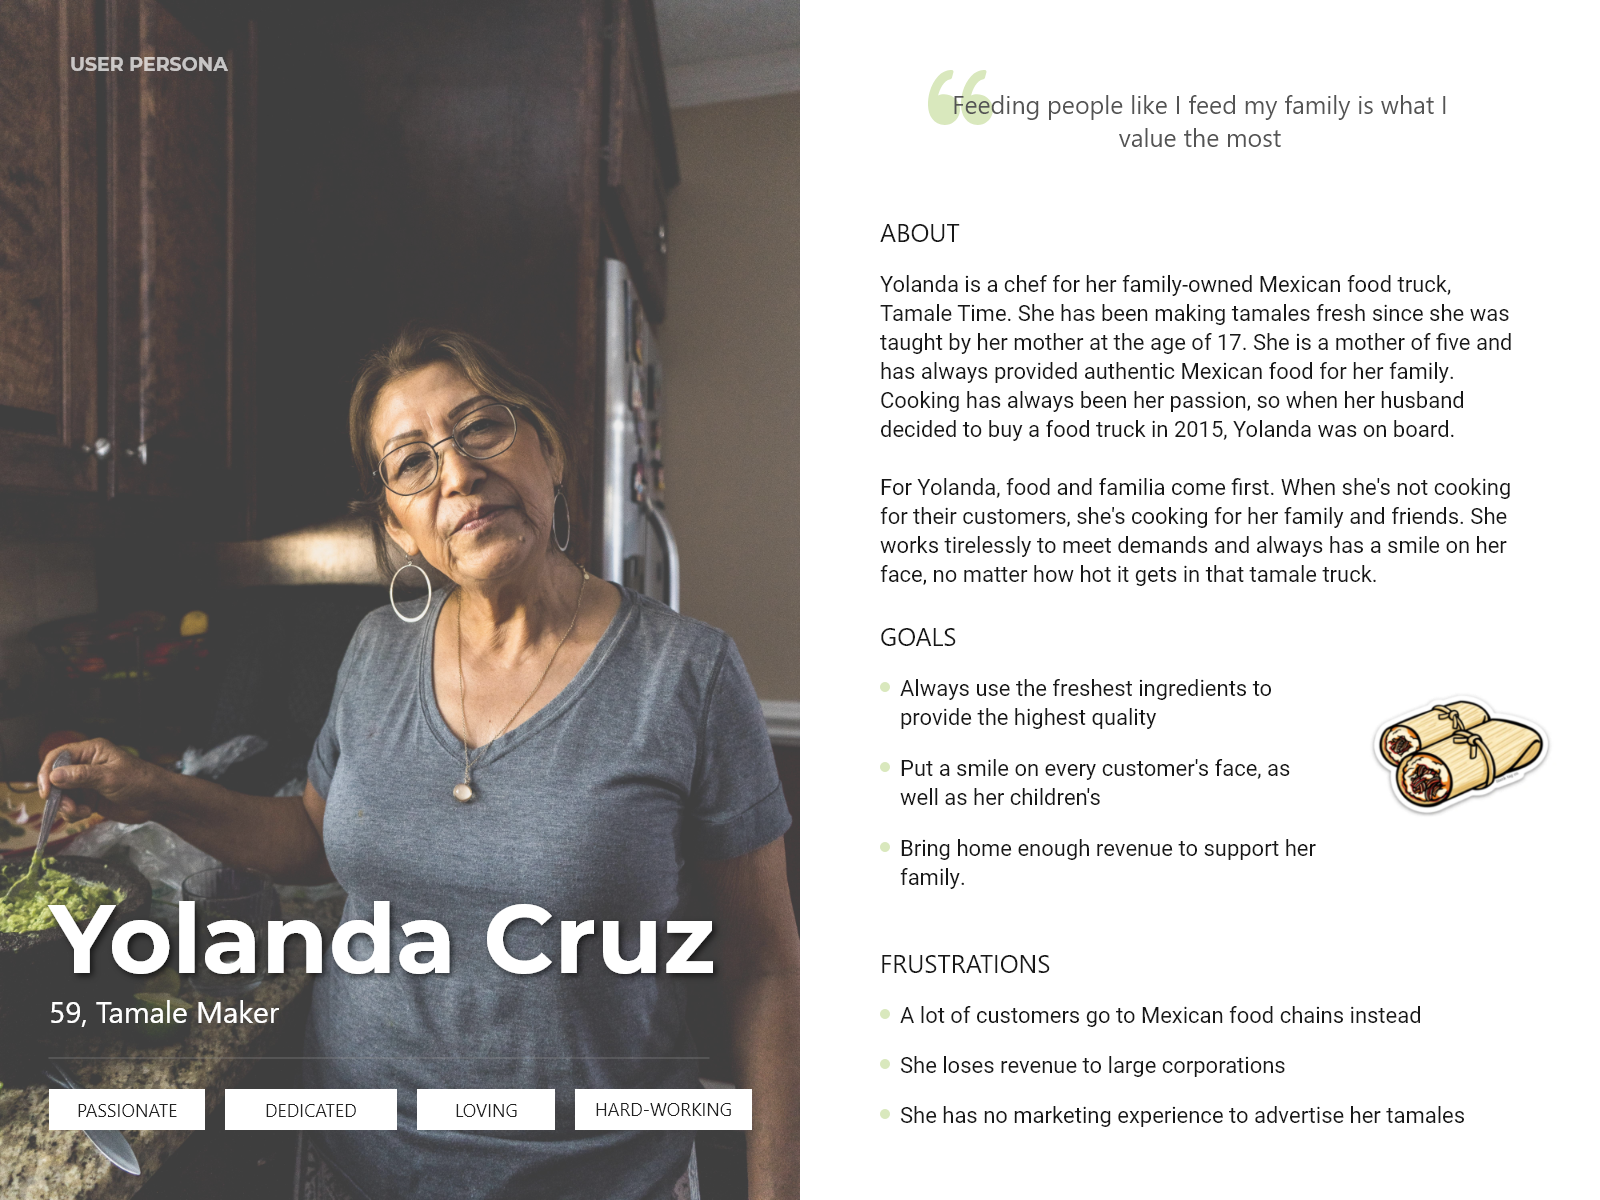 USER PERSONA
Yolanda Cruz
59, Tamale Maker
PASSIONATE
DEDICATED
LOVING
HARD-WORKING
“Feeding people like I feed my family is what I
value the most
ABOUT
Yolanda is a chef for her family-owned Mexican food truck,
Tamale Time. She has been making tamales fresh since she was
taught by her mother at the age of 17. She is a mother of five and
has always provided authentic Mexican food for her family.
Cooking has always been her passion, so when her husband
decided to buy a food truck in 2015, Yolanda was on board.
For Yolanda, food and familia come first. When she's not cooking
for their customers, she's cooking for her family and friends. She
works tirelessly to meet demands and always has a smile on her
face, no matter how hot it gets in that tamale truck.
GOALS
Always use the freshest ingredients to
provide the highest quality
Put a smile on every customer's face, as
well as her children's
Bring home enough revenue to support her
family.
FRUSTRATIONS
A lot of customers go to Mexican food chains instead
She loses revenue to large corporations
She has no marketing experience to advertise her tamales